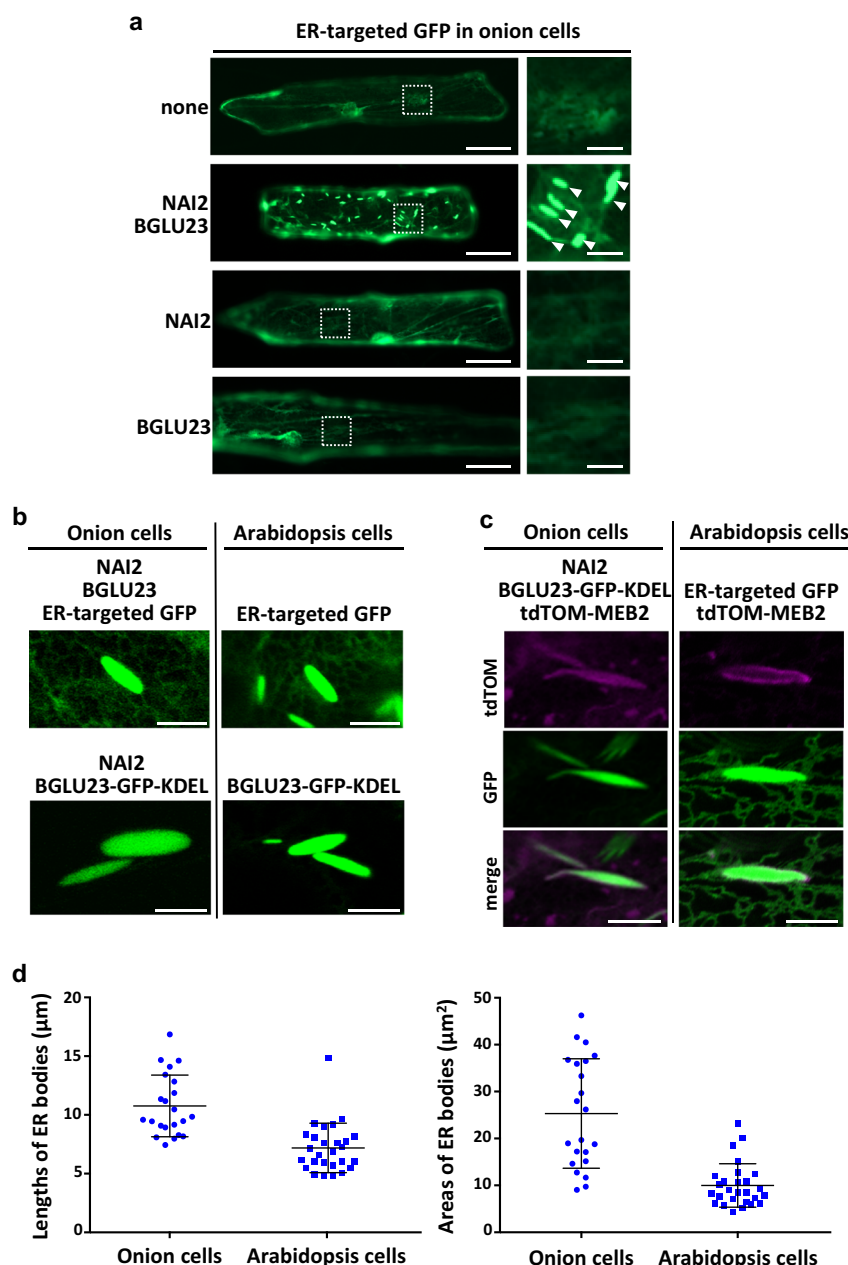 a
ER-targeted GFP in onion cells
none
NAI2
BGLU23
NAI2
BGLU23
b
Onion cells
Arabidopsis cells
NAI2
BGLU23
ER-targeted GFP
ER-targeted GFP
NAI2
BGLU23-GFP-KDEL
BGLU23-GFP-KDEL
c
Onion cells
Arabidopsis cells
NAI2
BGLU23-GFP-KDEL
tdTOM-MEB2
ER-targeted GFP
tdTOM-MEB2
tdTOM
GFP
merge
d
Lengths of ER bodies (μm)
20
15
10
5
0
Onion cells
Arabidopsis cells
Areas of ER bodies (μm²)
50
40
30
20
10
0
Onion cells
Arabidopsis cells